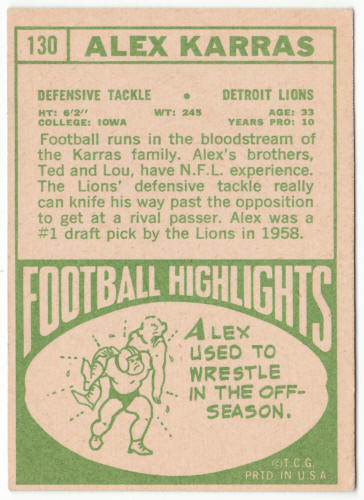 130 ALEX KARRAS
DEFENSIVE TACKLE • DETROIT LIONS
HT: 6'2" WT: 245 AGE: 33
COLLEGE: IOWA YEARS PRO: 10
Football runs in the bloodstream of
the Karras family. Alex's brothers,
Ted and Lou, have N.F.L. experience.
The Lions' defensive tackle really
can knife his way past the opposition
to get at a rival passer. Alex was a
#1 draft pick by the Lions in 1958.
FOOTBALL HIGHLIGHTS
ALEX
USED TO
WRESTLE
IN THE OFF-
SEASON.
©T.C.G.
PRTD IN U.S.A